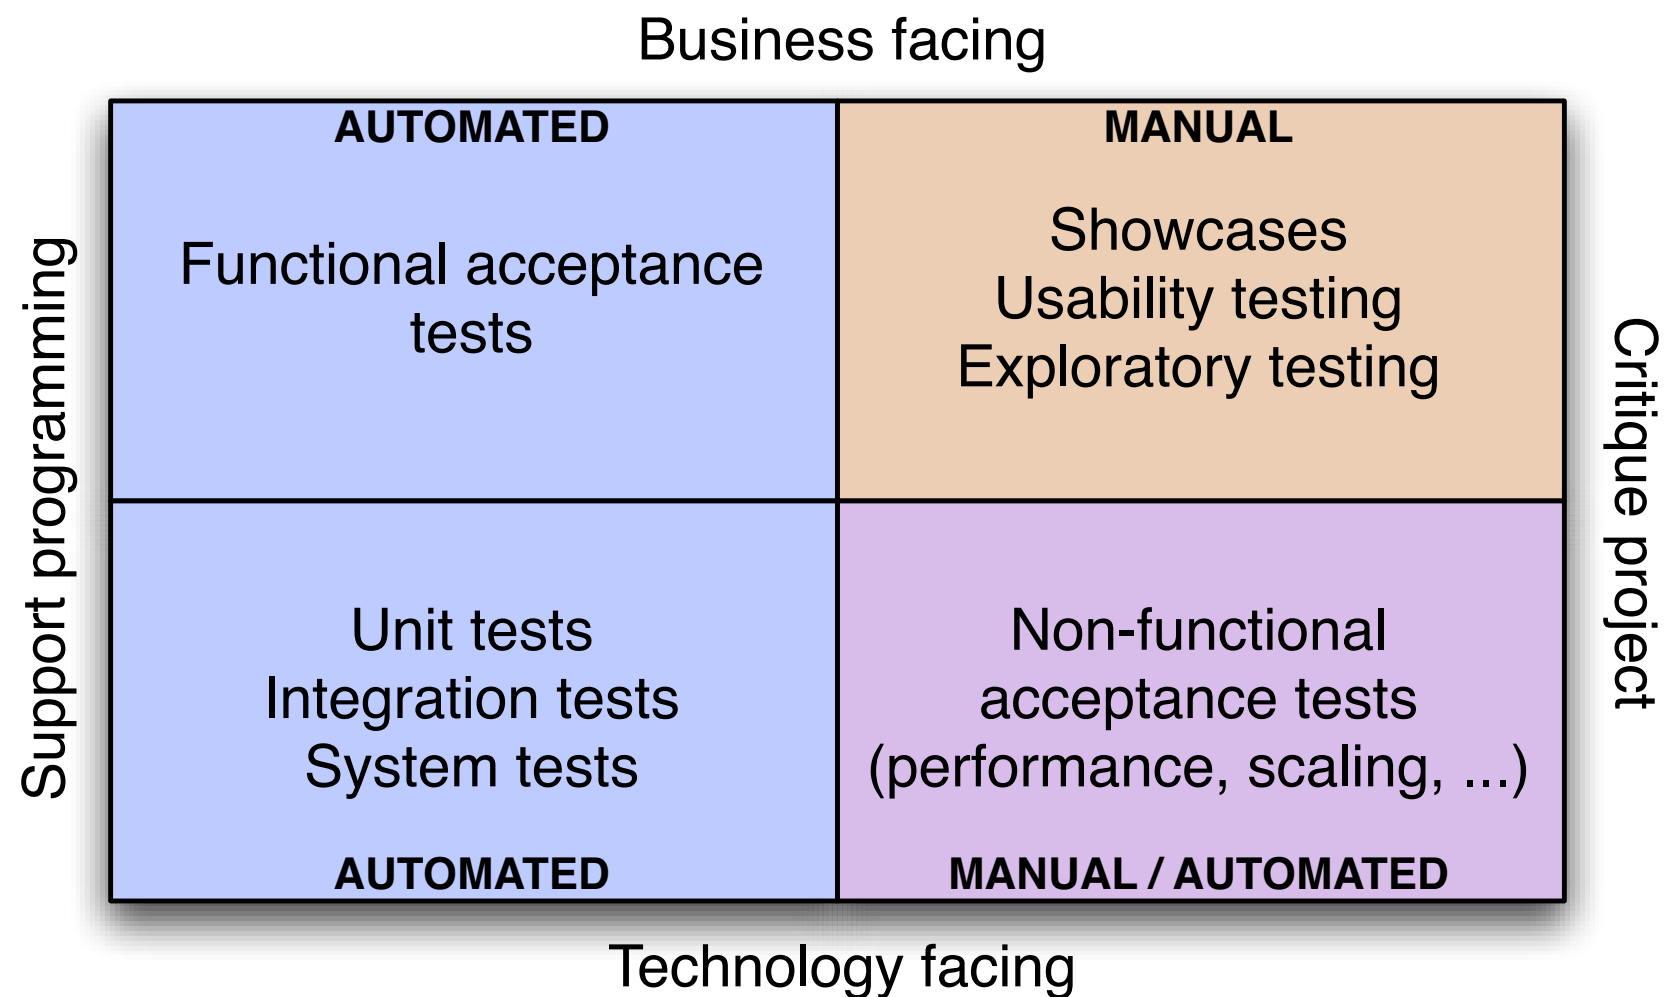 Business facing
AUTOMATED
Functional acceptance
tests
MANUAL
Showcases
Usability testing
Exploratory testing
Support programming
Critique project
Unit tests
Integration tests
System tests
AUTOMATED
Non-functional
acceptance tests
(performance, scaling, ...)
MANUAL / AUTOMATED
Technology facing